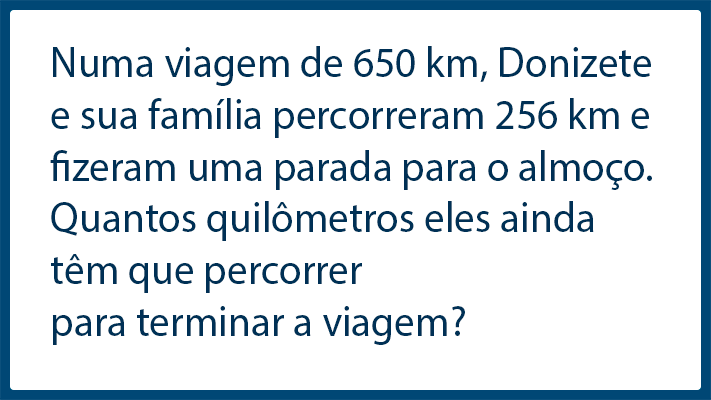 Numa viagem de 650 km, Donizete
e sua família percorreram 256 km e
fizeram uma parada para o almoço.
Quantos quilômetros eles ainda
têm que percorrer
para terminar a viagem?